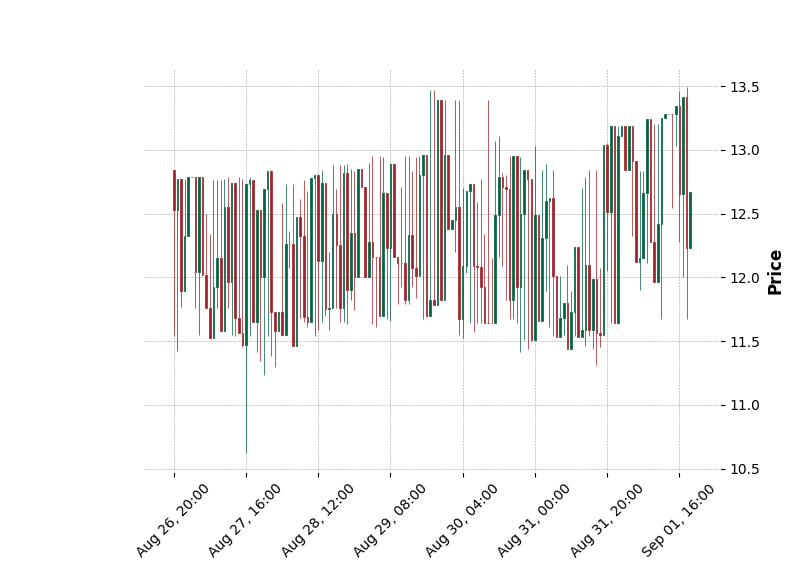 13.5
13.0
12.5
12.0
11.5
11.0
10.5
Price
Aug 26, 20:00
Aug 27, 16:00
Aug 28, 12:00
Aug 29, 08:00
Aug 30, 04:00
Aug 31, 00:00
Aug 31, 20:00
Sep 01, 16:00